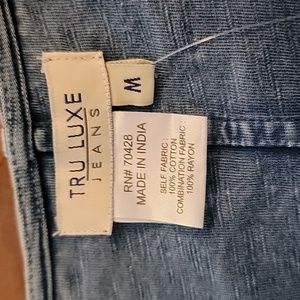 TRU LUXE
JEANS
M
RN# 70428
MADE IN INDIA
SELF FABRIC:
100% COTTON
COMBINATION FABRIC:
100% RAYON